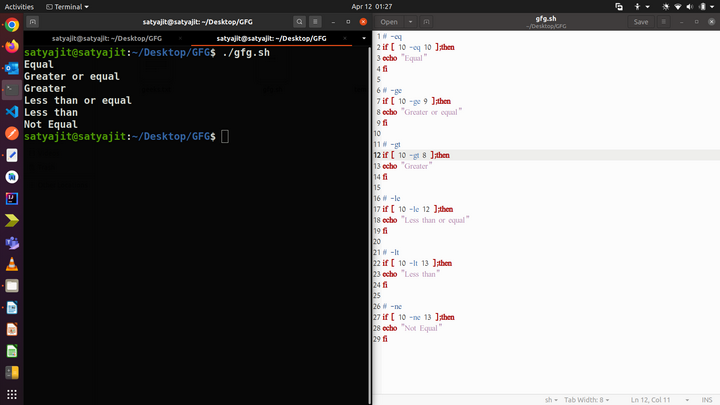 Activities
Terminal
Apr 12 01:27
satyajit@satyajit: ~/Desktop/GFG
satyajit@satyajit: ~/Desktop/GFG
satyajit@satyajit: ~/Desktop/GFG
satyajit@satyajit:~/Desktop/GFG$ ./gfg.sh
Equal
Greater or equal
Greater
Less than or equal
Less than
Not Equal
satyajit@satyajit:~/Desktop/GFG$
Open
gfg.sh
~/Desktop/GFG
Save
1 # -eq
2 if [ 10 -eq 10 ];then
3 echo "Equal"
4 fi
5
6 # -ge
7 if [ 10 -ge 9 ];then
8 echo "Greater or equal"
9 fi
10
11 # -gt
12 if [ 10 -gt 8 ];then
13 echo "Greater"
14 fi
15
16 # -le
17 if [ 10 -le 12 ];then
18 echo "Less than or equal"
19 fi
20
21 # -lt
22 if [ 10 -lt 13 ];then
23 echo "Less than"
24 fi
25
26 # -ne
27 if [ 10 -ne 13 ];then
28 echo "Not Equal"
29 fi
sh
Tab Width: 8
Ln 12, Col 11
INS